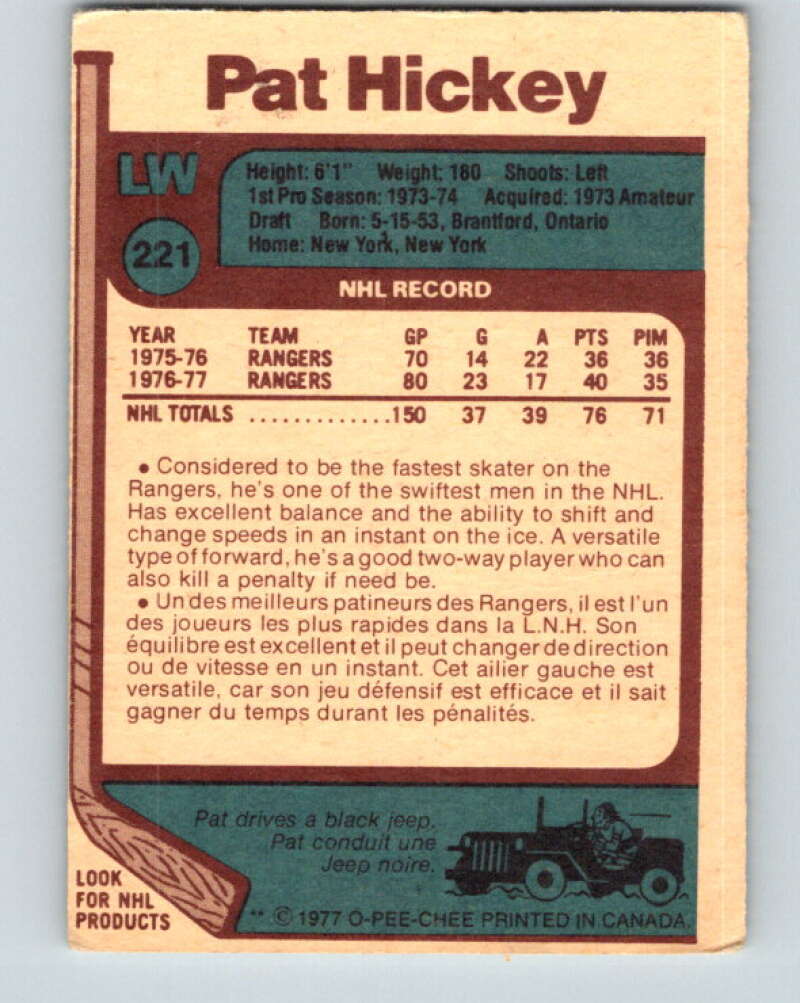 Pat Hickey
LW
221
Height: 6'1" Weight: 180 Shoots: Left
1st Pro Season: 1973-74 Acquired: 1973 Amateur
Draft Born: 5-15-53, Brantford, Ontario
Home: New York, New York
NHL RECORD
YEAR TEAM GP G A PTS PIM
1975-76 RANGERS 70 14 22 36 36
1976-77 RANGERS 80 23 17 40 35
NHL TOTALS .............150 37 39 76 71
• Considered to be the fastest skater on the
Rangers, he's one of the swiftest men in the NHL.
Has excellent balance and the ability to shift and
change speeds in an instant on the ice. A versatile
type of forward, he's a good two-way player who can
also kill a penalty if need be.
• Un des meilleurs patineurs des Rangers, il est l'un
des joueurs les plus rapides dans la L.N.H. Son
équilibre est excellent et il peut changer de direction
ou de vitesse en un instant. Cet ailier gauche est
versatile, car son jeu défensif est efficace et il sait
gagner du temps durant les pénalités.
Pat drives a black jeep.
Pat conduit une
Jeep noire.
LOOK
FOR NHL
PRODUCTS
** © 1977 O-PEE-CHEE PRINTED IN CANADA.